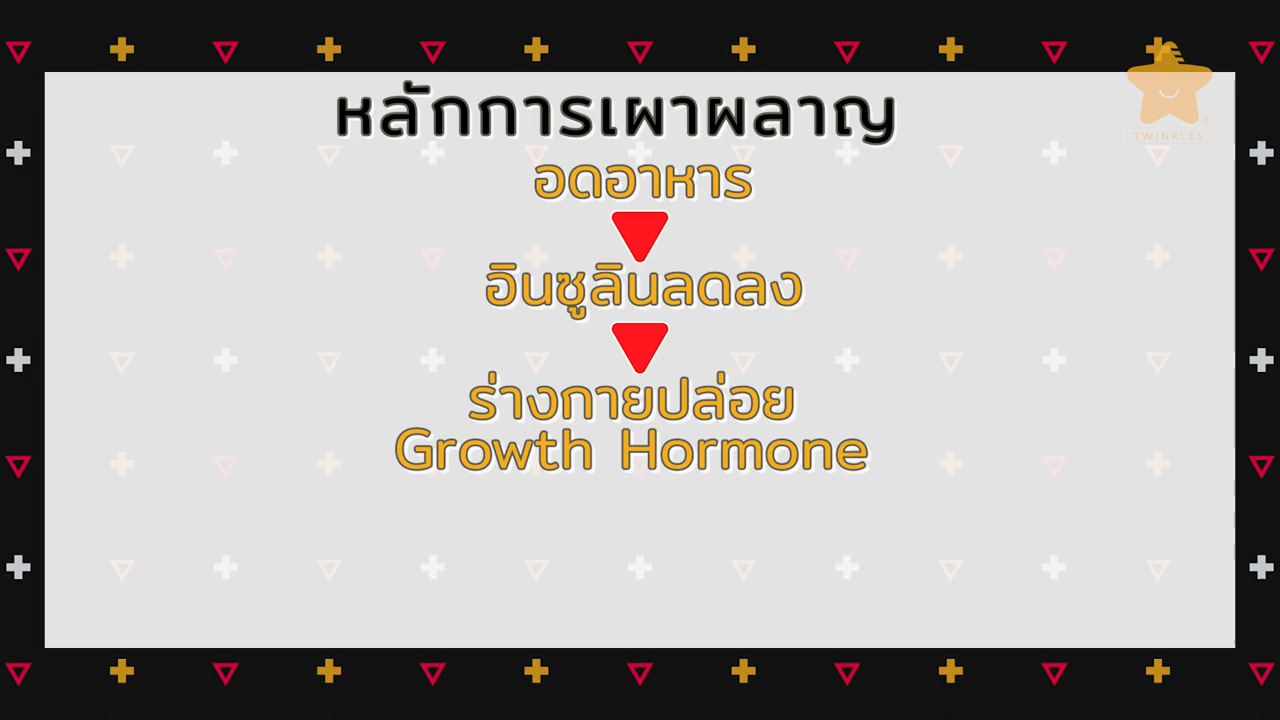 หลักการเผาผลาญ
TWINKLES
อดอาหาร
อินซูลินลดลง
ร่างกายปล่อย
Growth Hormone